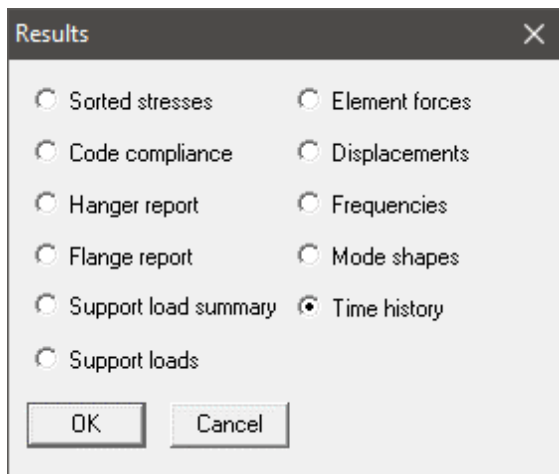 Results
Sorted stresses
Element forces
Code compliance
Displacements
Hanger report
Frequencies
Flange report
Mode shapes
Support load summary
Time history
Support loads
OK
Cancel